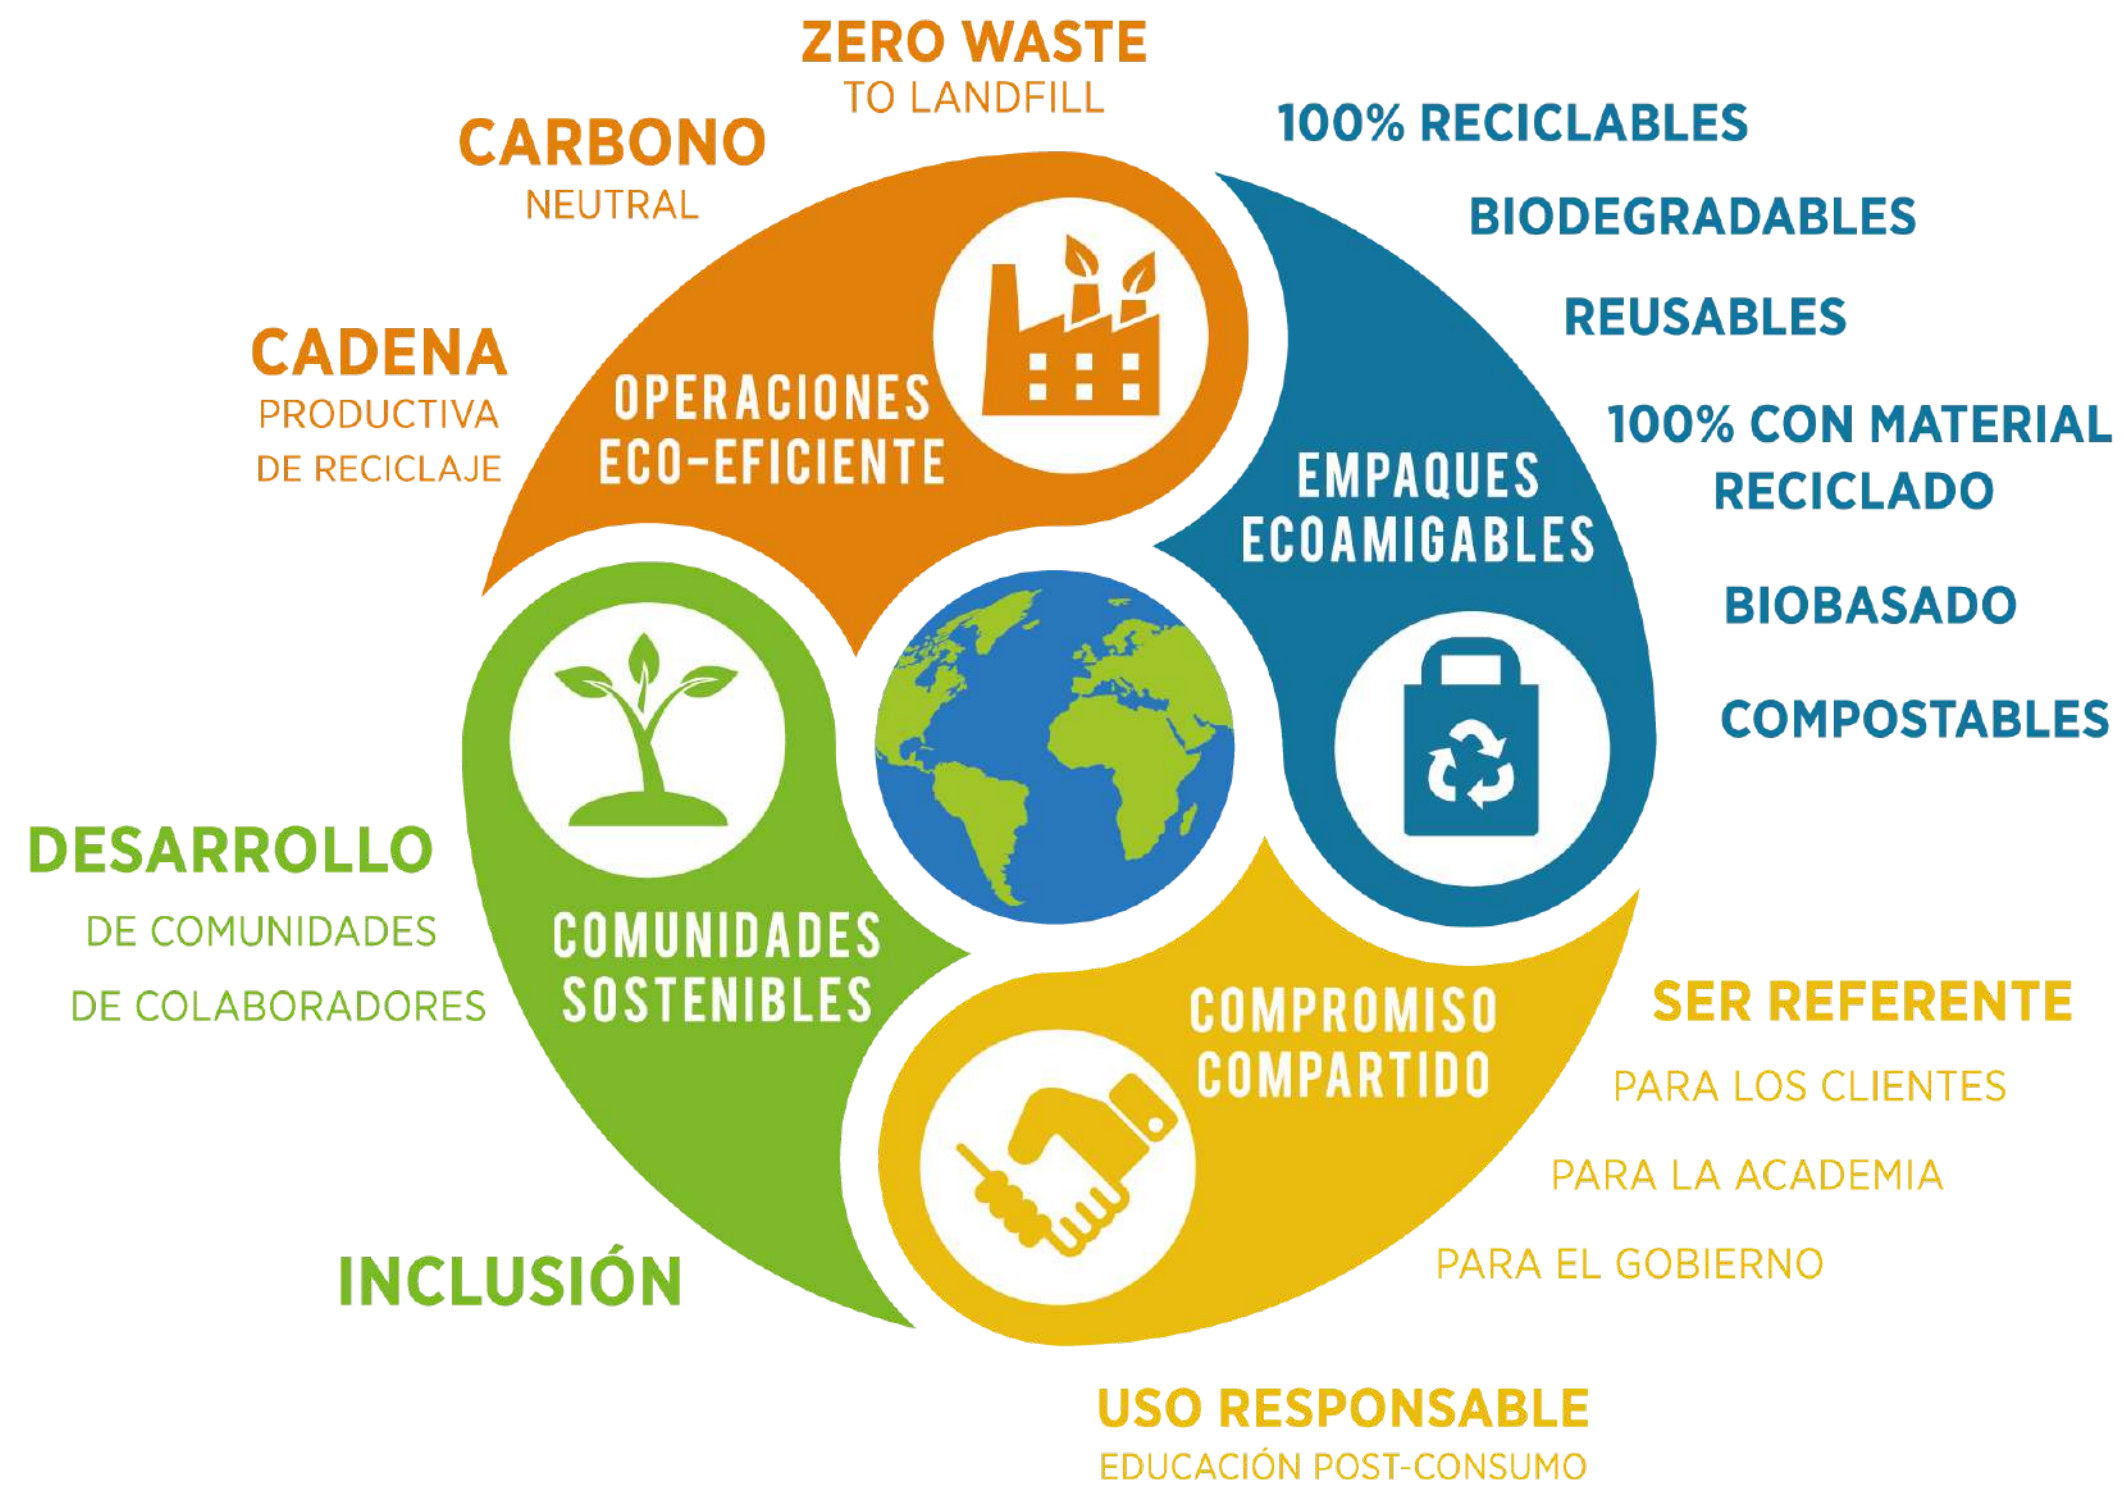 ZERO WASTE
TO LANDFILL
CARBONO
NEUTRAL
CADENA
PRODUCTIVA
DE RECICLAJE
OPERACIONES
ECO-EFICIENTE
100% RECICLABLES
BIODEGRADABLES
REUSABLES
100% CON MATERIAL
RECICLADO
BIOBASADO
COMPOSTABLES
EMPAQUES
ECOAMIGABLES
DESARROLLO
DE COMUNIDADES
DE COLABORADORES
INCLUSIÓN
COMUNIDADES
SOSTENIBLES
COMPROMISO
COMPARTIDO
SER REFERENTE
PARA LOS CLIENTES
PARA LA ACADEMIA
PARA EL GOBIERNO
USO RESPONSABLE
EDUCACIÓN POST-CONSUMO